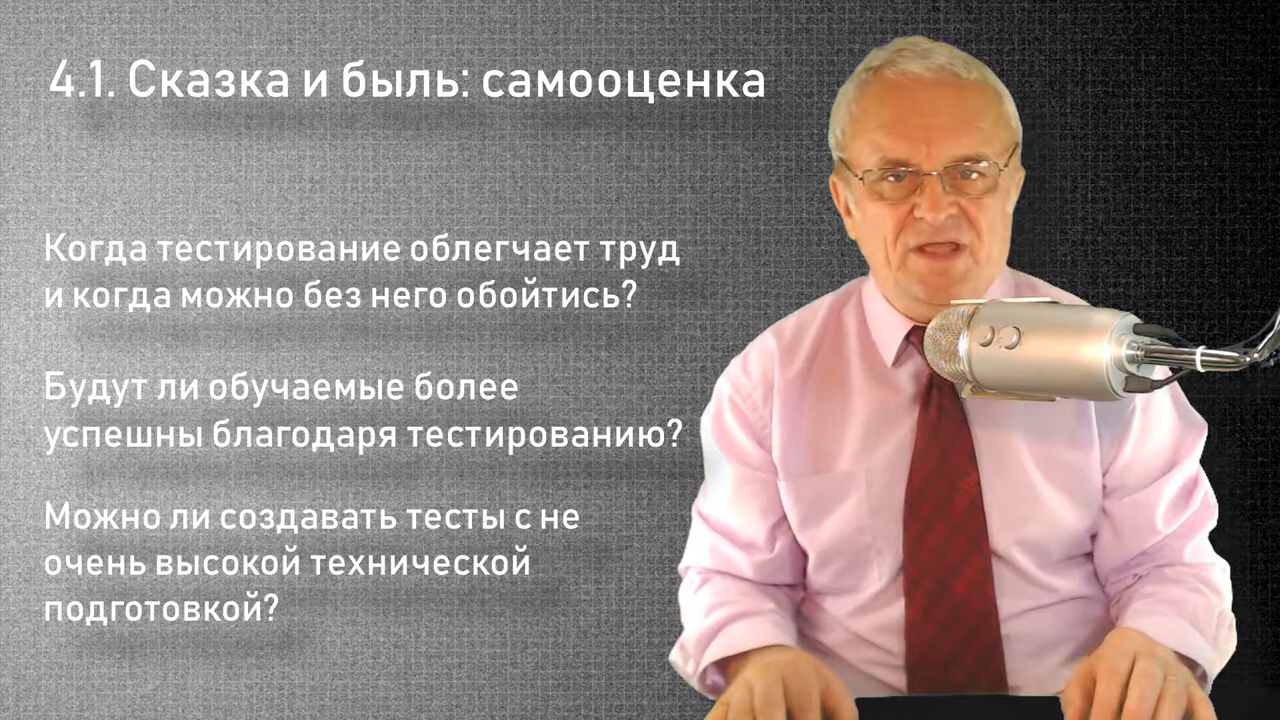 4.1. Сказка и быль: самооценка
Когда тестирование облегчает труд
и когда можно без него обойтись?
Будут ли обучаемые более
успешны благодаря тестированию?
Можно ли создавать тесты с не
очень высокой технической
подготовкой?